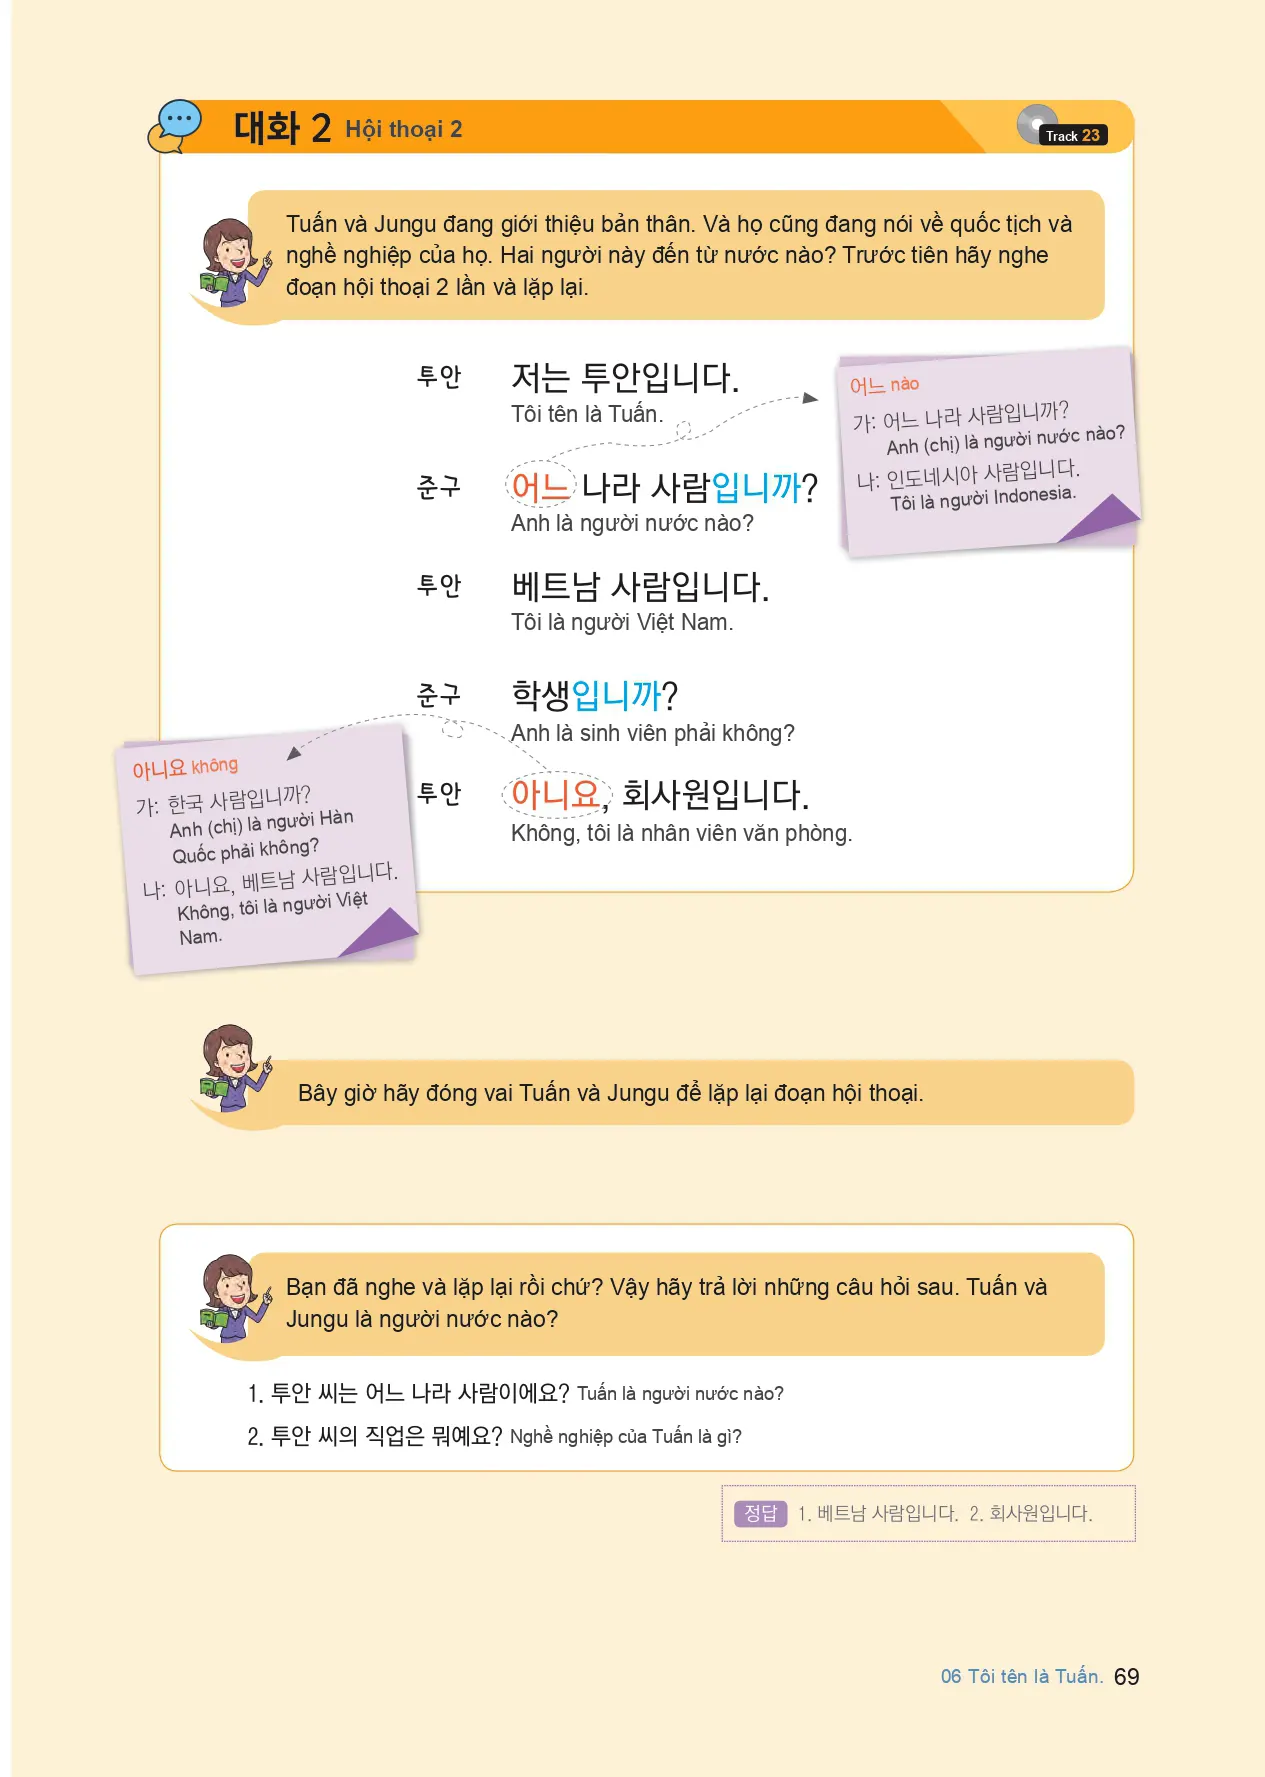 대화 2 Hội thoại 2
Track 23
Tuấn và Jungu đang giới thiệu bản thân. Và họ cũng đang nói về quốc tịch và
nghề nghiệp của họ. Hai người này đến từ nước nào? Trước tiên hãy nghe
đoạn hội thoại 2 lần và lặp lại.
투안 저는 투안입니다.
Tôi tên là Tuấn.
준구 어느 나라 사람입니까?
Anh là người nước nào?
어느 nào
가: 어느 나라 사람입니까?
Anh (chị) là người nước nào?
나: 인도네시아 사람입니다.
Tôi là người Indonesia.
투안 베트남 사람입니다.
Tôi là người Việt Nam.
준구 학생입니까?
Anh là sinh viên phải không?
투안 아니요, 회사원입니다.
Không, tôi là nhân viên văn phòng.
아니요 không
가: 한국 사람입니까?
Anh (chị) là người Hàn
Quốc phải không?
나: 아니요, 베트남 사람입니다.
Không, tôi là người Việt
Nam.
Bây giờ hãy đóng vai Tuấn và Jungu để lặp lại đoạn hội thoại.
Bạn đã nghe và lặp lại rồi chứ? Vậy hãy trả lời những câu hỏi sau. Tuấn và
Jungu là người nước nào?
1. 투안 씨는 어느 나라 사람이에요? Tuấn là người nước nào?
2. 투안 씨의 직업은 뭐예요? Nghề nghiệp của Tuấn là gì?
정답 1. 베트남 사람입니다. 2. 회사원입니다.
06 Tôi tên là Tuấn. 69